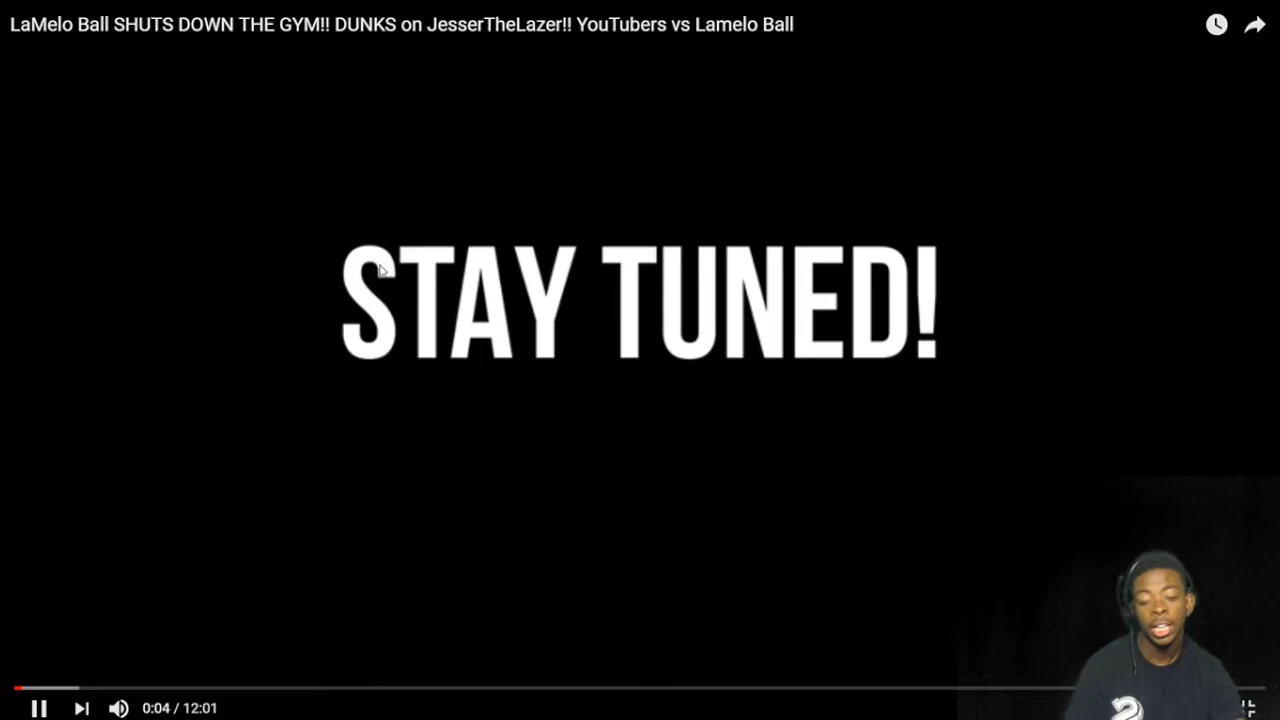 LaMelo Ball SHUTS DOWN THE GYM!! DUNKS on JesserTheLazer!! YouTubers vs Lamelo Ball
STAY TUNED!
0:04 / 12:01